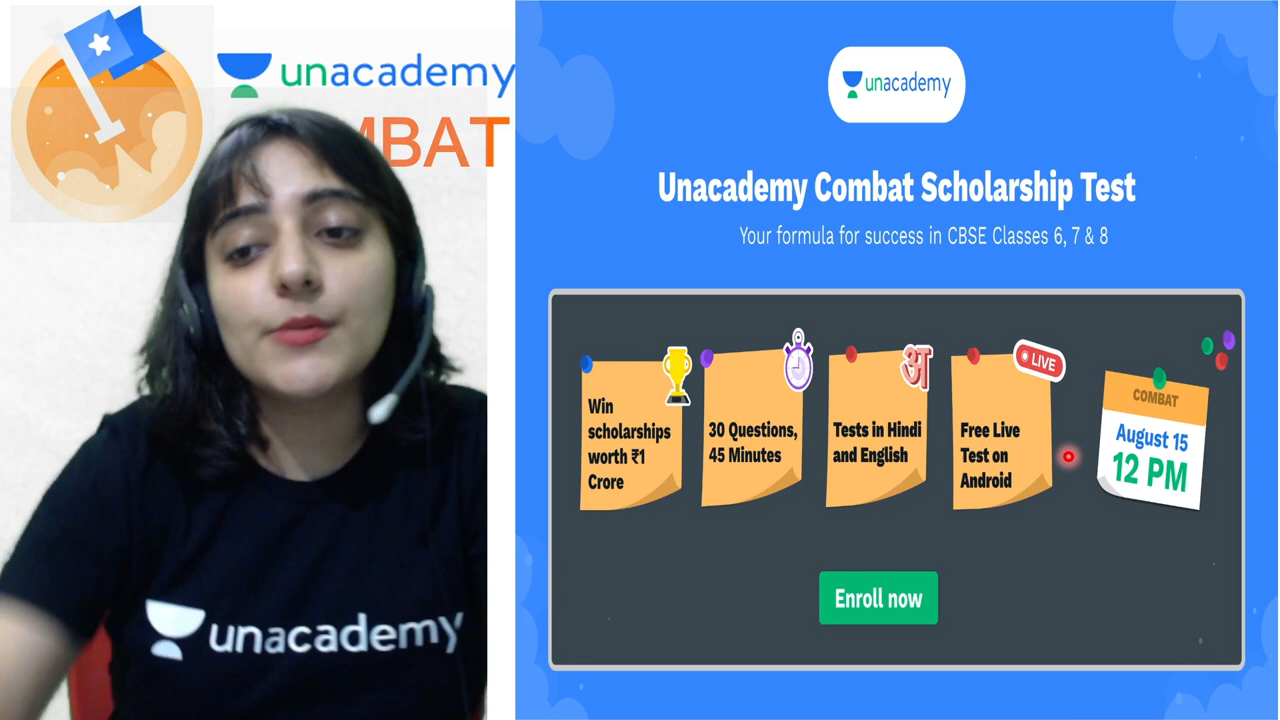 unacademy
MBAT
unacademy
unacademy
Unacademy Combat Scholarship Test
Your formula for success in CBSE Classes 6, 7 & 8
Win
scholarships
worth ₹1
Crore
30 Questions,
45 Minutes
अ
Tests in Hindi
and English
LIVE
Free Live
Test on
Android
COMBAT
August 15
12 PM
Enroll now